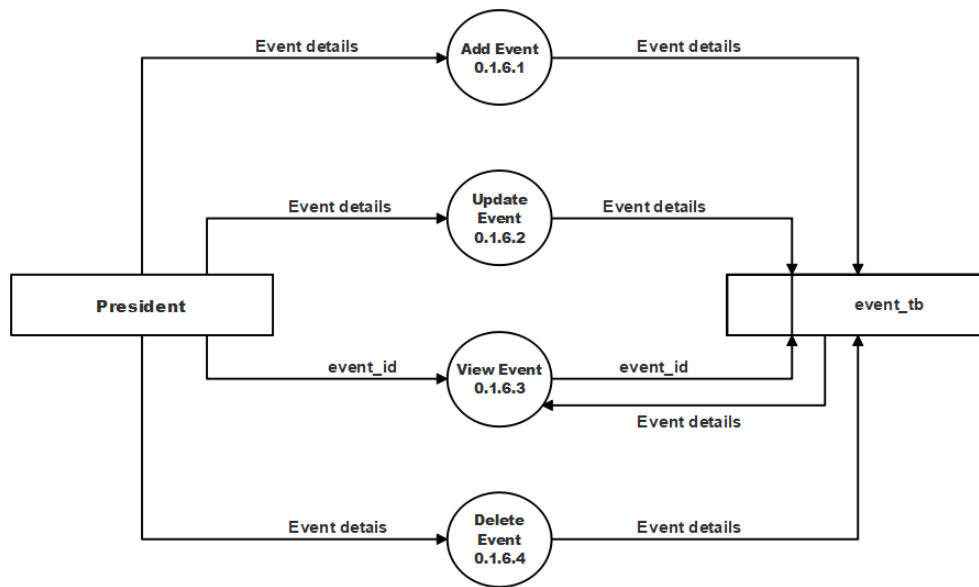 Event details
Add Event
0.1.6.1
Event details
Event details
Update
Event
0.1.6.2
Event details
President
event_tb
event_id
View Event
0.1.6.3
event_id
Event details
Event detais
Delete
Event
0.1.6.4
Event details